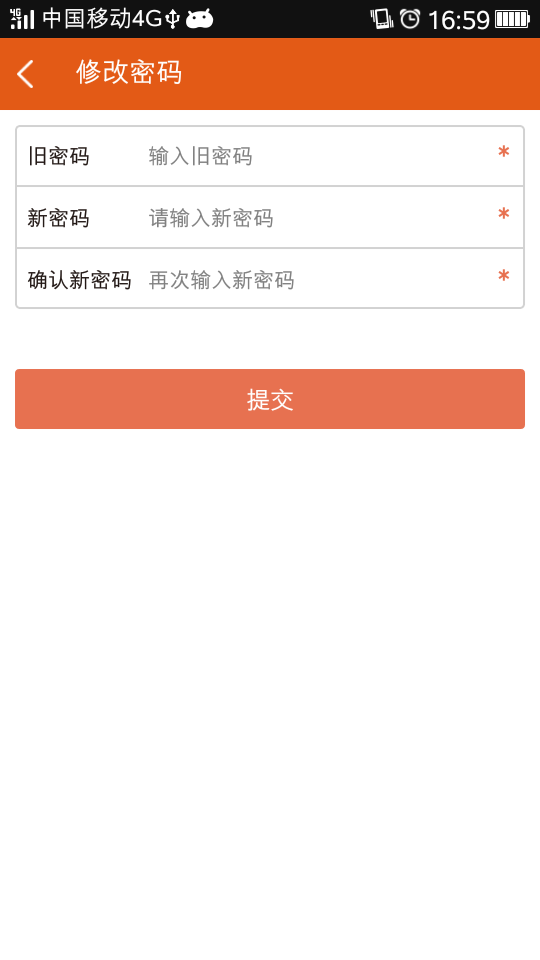 中国移动4G 16:59
修改密码
旧密码 输入旧密码 *
新密码 请输入新密码 *
确认新密码 再次输入新密码 *
提交